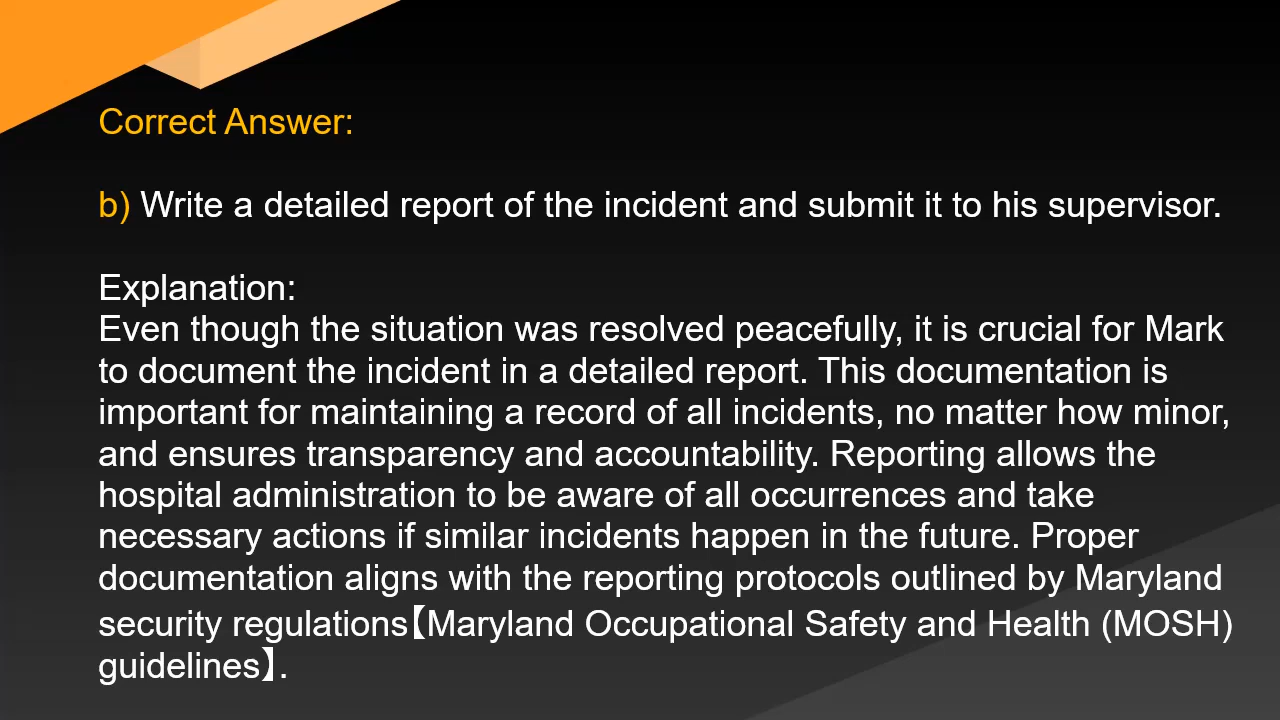 Correct Answer:
b) Write a detailed report of the incident and submit it to his supervisor.
Explanation:
Even though the situation was resolved peacefully, it is crucial for Mark
to document the incident in a detailed report. This documentation is
important for maintaining a record of all incidents, no matter how minor,
and ensures transparency and accountability. Reporting allows the
hospital administration to be aware of all occurrences and take
necessary actions if similar incidents happen in the future. Proper
documentation aligns with the reporting protocols outlined by Maryland
security regulations【Maryland Occupational Safety and Health (MOSH)
guidelines】.